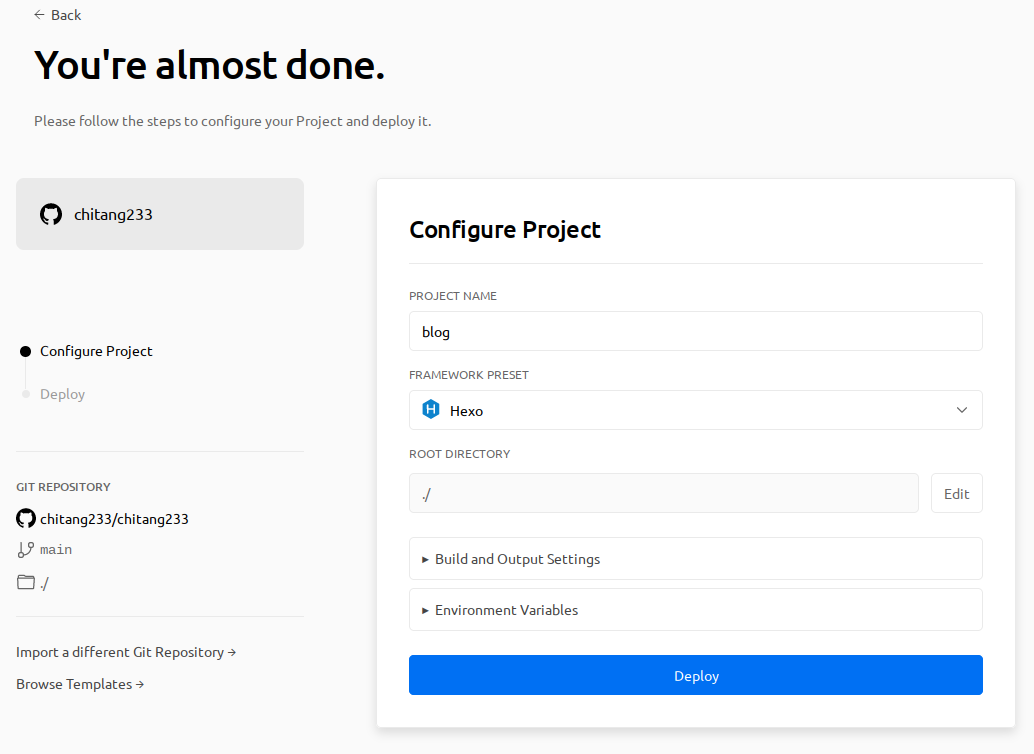 ← Back
You're almost done.
Please follow the steps to configure your Project and deploy it.
chitang233
Configure Project
Deploy
GIT REPOSITORY
chitang233/chitang233
main
./
Import a different Git Repository →
Browse Templates →
Configure Project
PROJECT NAME
blog
FRAMEWORK PRESET
H Hexo
ROOT DIRECTORY
./ Edit
▸ Build and Output Settings
▸ Environment Variables
Deploy